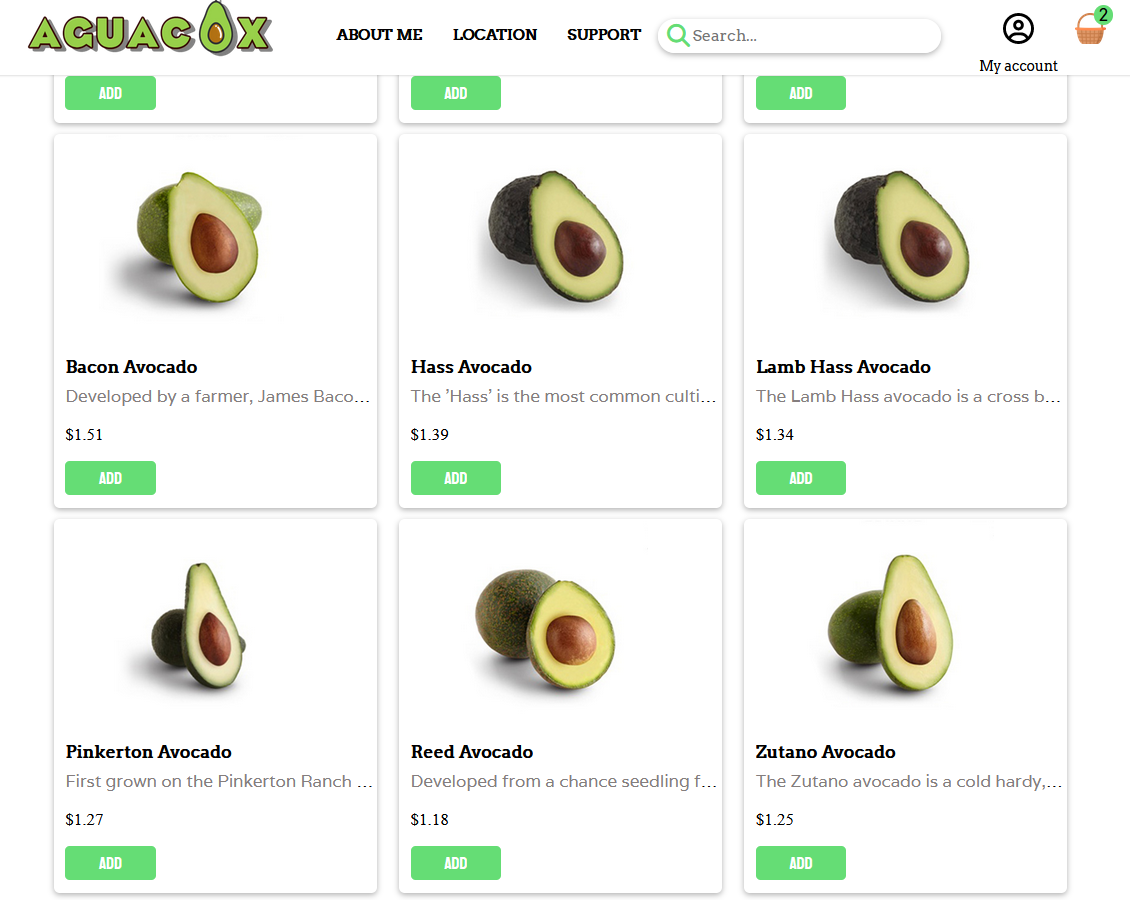 AGUACOX
ABOUT ME LOCATION SUPPORT Search... 2
My account
ADD ADD ADD
Bacon Avocado Hass Avocado Lamb Hass Avocado
Developed by a farmer, James Baco... The 'Hass' is the most common culti... The Lamb Hass avocado is a cross b...
$1.51 $1.39 $1.34
ADD ADD ADD
Pinkerton Avocado Reed Avocado Zutano Avocado
First grown on the Pinkerton Ranch ... Developed from a chance seedling f... The Zutano avocado is a cold hardy,...
$1.27 $1.18 $1.25
ADD ADD ADD